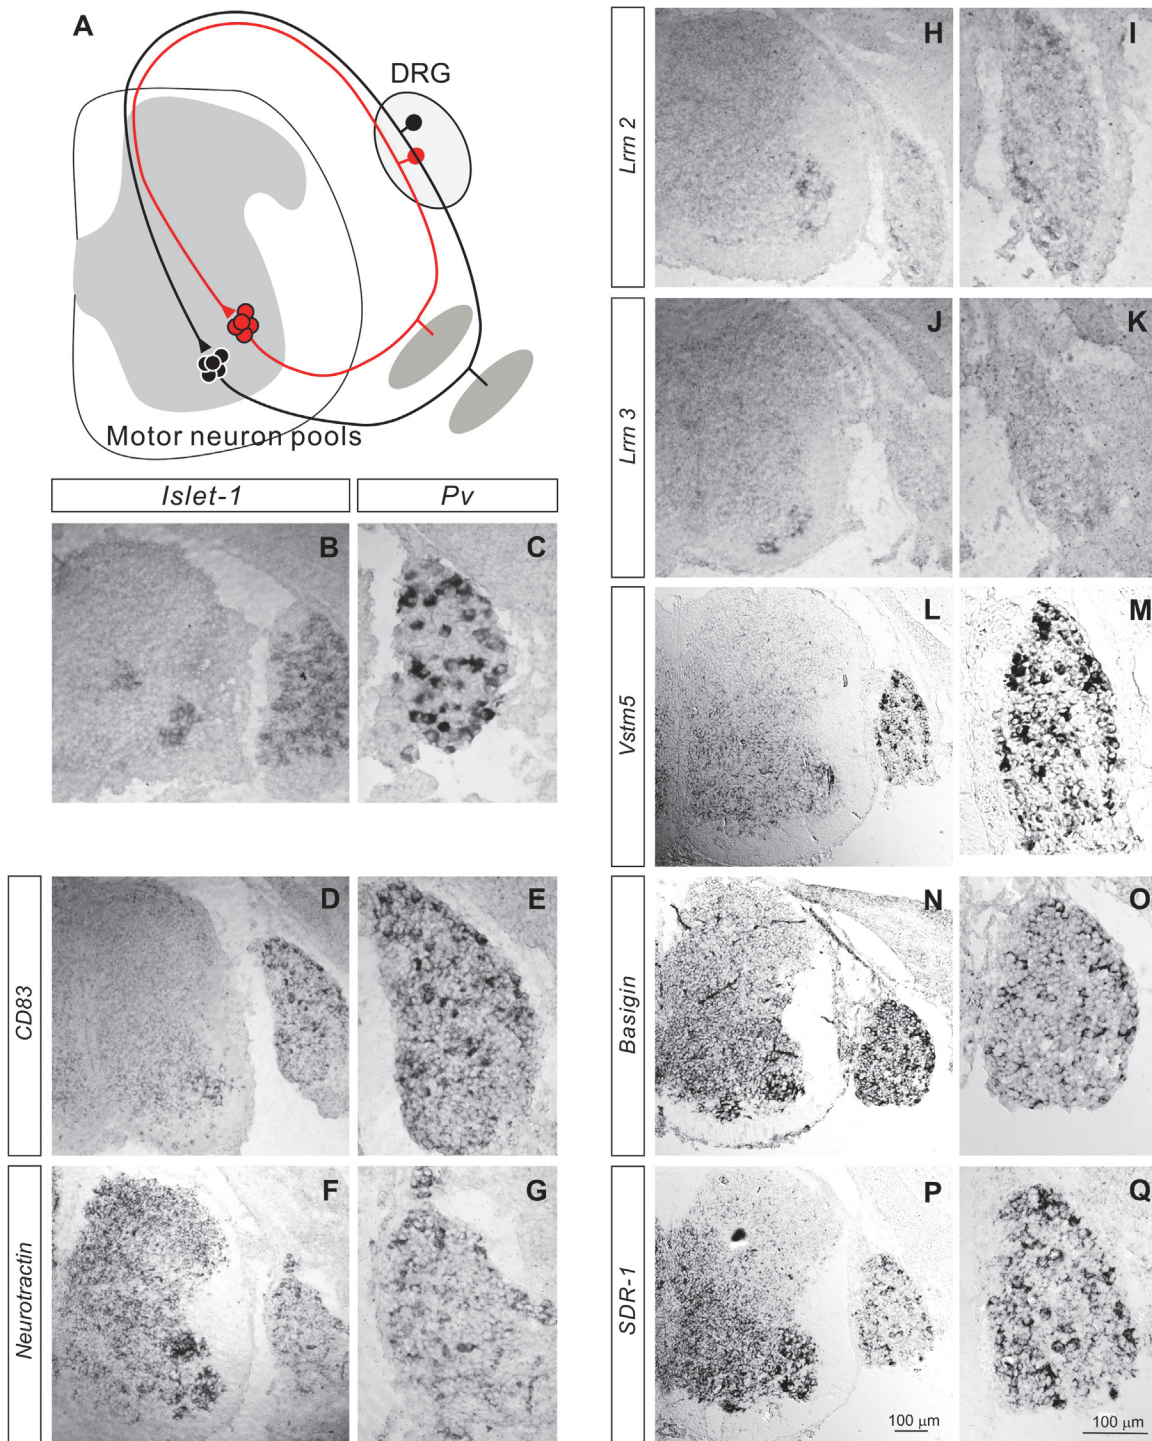 A
DRG
Motor neuron pools
Islet-1
Pv
B
C
CD83
D
E
Neurotractin
F
G
Lrrn 2
H
I
Lrrn 3
J
K
Vstm5
L
M
Basigin
N
O
SDR-1
P
Q
100 μm
100 μm